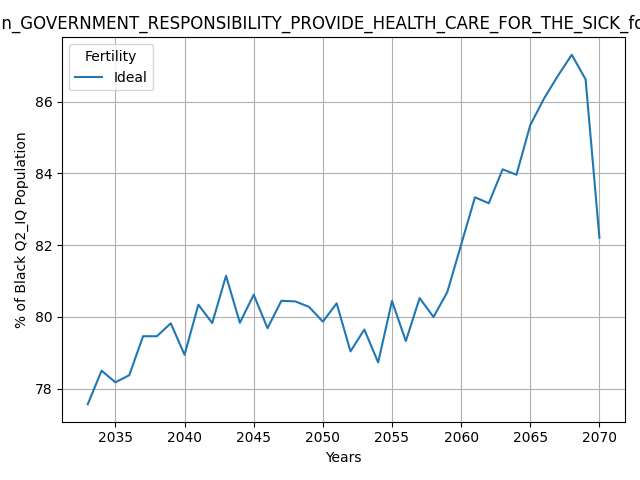 n_GOVERNMENT_RESPONSIBILITY_PROVIDE_HEALTH_CARE_FOR_THE_SICK_fo
Fertility
Ideal
86
84
82
80
78
% of Black Q2_IQ Population
2035 2040 2045 2050 2055 2060 2065 2070
Years